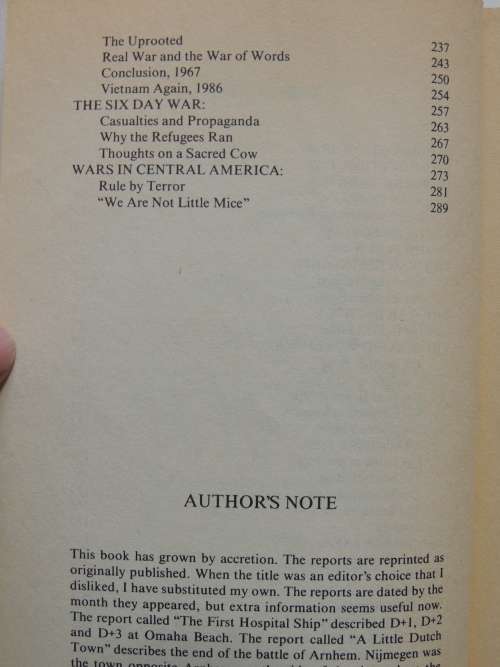 The Uprooted 237
Real War and the War of Words 243
Conclusion, 1967 250
Vietnam Again, 1986 254
THE SIX DAY WAR: 257
Casualties and Propaganda 263
Why the Refugees Ran 267
Thoughts on a Sacred Cow 270
WARS IN CENTRAL AMERICA: 273
Rule by Terror 281
"We Are Not Little Mice" 289
AUTHOR'S NOTE
This book has grown by accretion. The reports are reprinted as
originally published. When the title was an editor's choice that I
disliked, I have substituted my own. The reports are dated by the
month they appeared, but extra information seems useful now.
The report called "The First Hospital Ship" described D+1, D+2
and D+3 at Omaha Beach. The report called "A Little Dutch
Town" describes the end of the battle of Arnhem. Nijmegen was
the town opposite